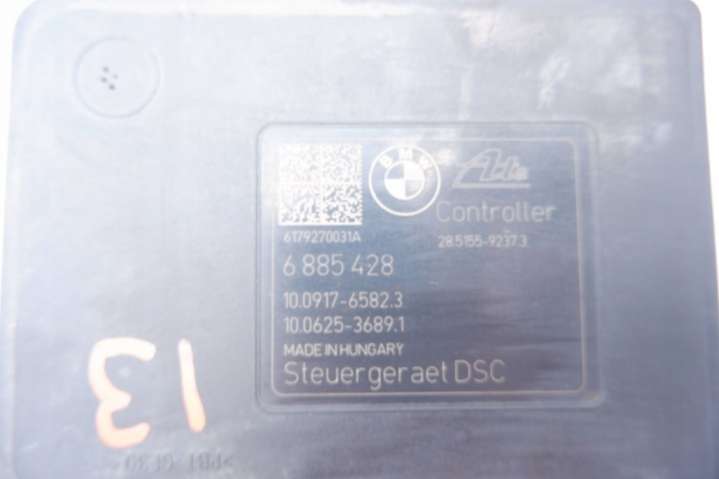 BMW Ate
Controller
6179270031A 28.5155-9237.3
6 885 428
10.0917-6582.3
10.0625-3689.1
MADE IN HUNGARY
Steuergeraet DSC
13